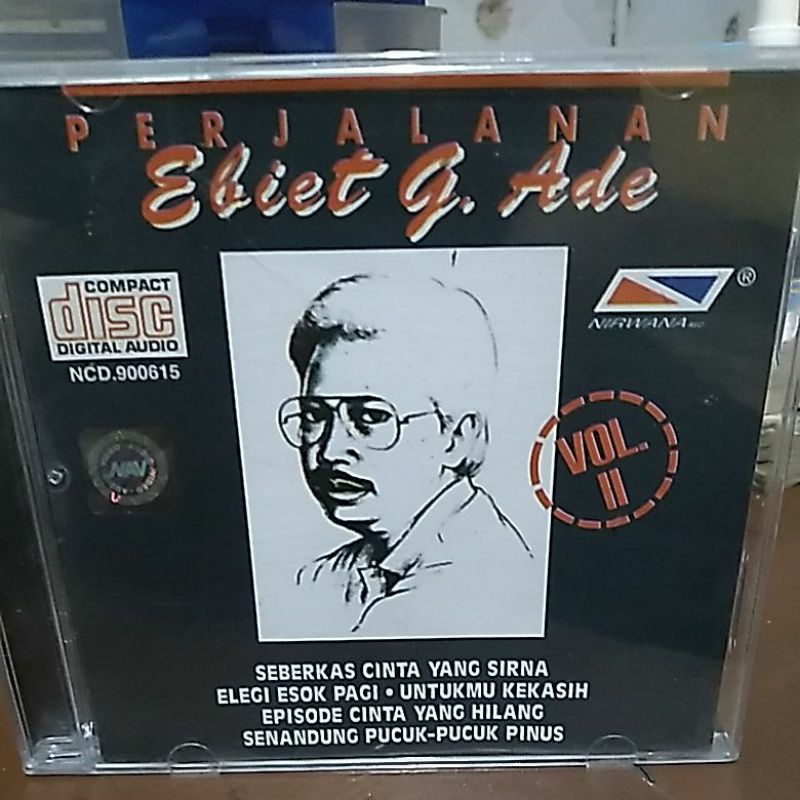 PERJALANAN
Ebiet G. Ade
COMPACT
disc
DIGITAL AUDIO
NCD.900615
NIRWANA
®
NAV
VOL.
II
SEBERKAS CINTA YANG SIRNA
ELEGI ESOK PAGI • UNTUKMU KEKASIH
EPISODE CINTA YANG HILANG
SENANDUNG PUCUK-PUCUK PINUS